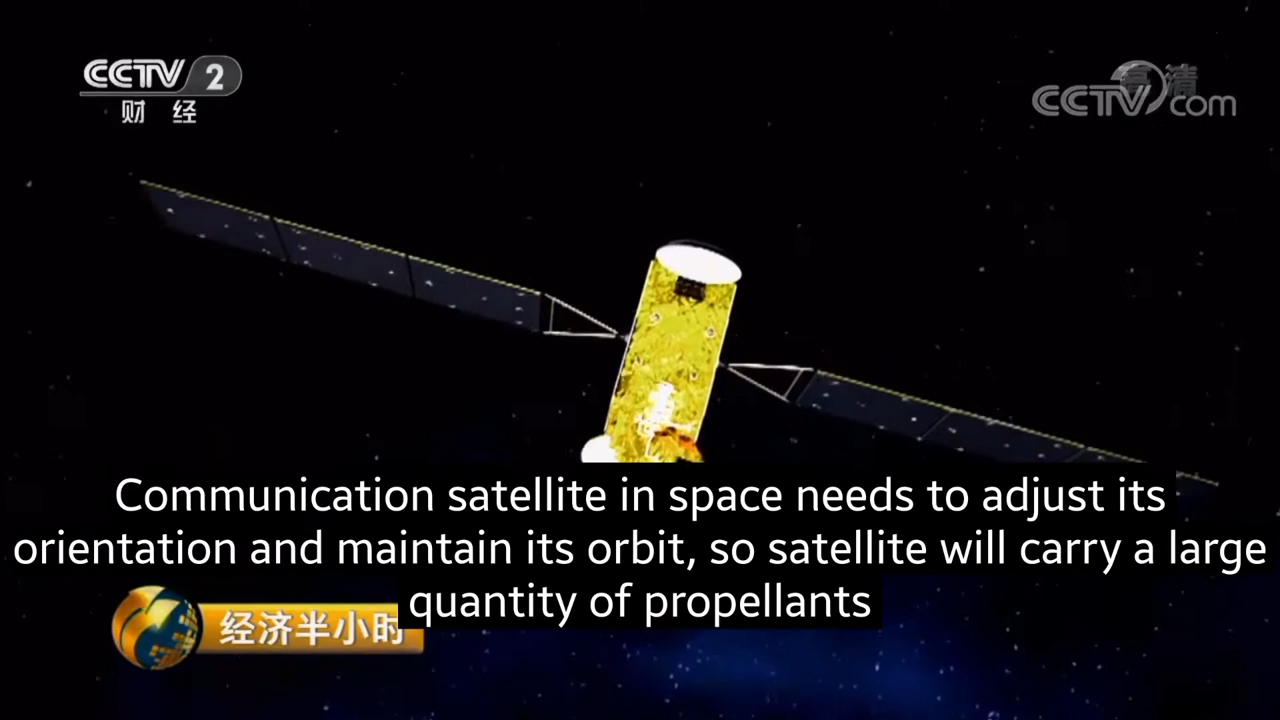 CCTV 2
财 经
高清
CCTV.com
Communication satellite in space needs to adjust its
orientation and maintain its orbit, so satellite will carry a large
quantity of propellants
经济半小时